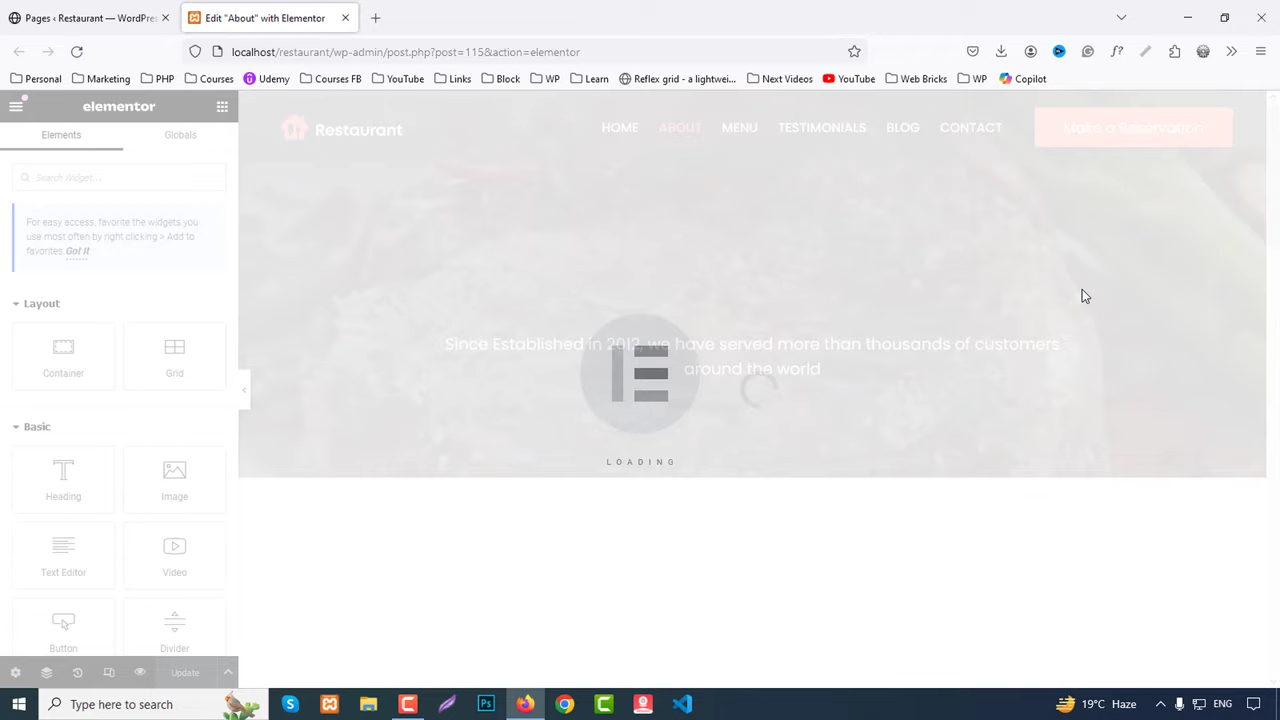 Pages ‹ Restaurant — WordPres
Edit "About" with Elementor
localhost/restaurant/wp-admin/post.php?post=115&action=elementor
Personal
Marketing
PHP
Courses
Udemy
Courses FB
YouTube
Links
Block
WP
Learn
Reflex grid - a lightwei...
Next Videos
YouTube
Web Bricks
WP
Copilot
elementor
Elements
Globals
Search Widget...
For easy access, favorite the widgets you
use most often by right clicking > Add to
favorites. Got It
Layout
Container
Grid
Basic
Heading
Image
Text Editor
Video
Button
Divider
Update
Restaurant
HOME
ABOUT
MENU
TESTIMONIALS
BLOG
CONTACT
Make a Reservation
Since Established in 2012, we have served more than thousands of customers
around the world
LOADING
Type here to search
19°C Haze
ENG